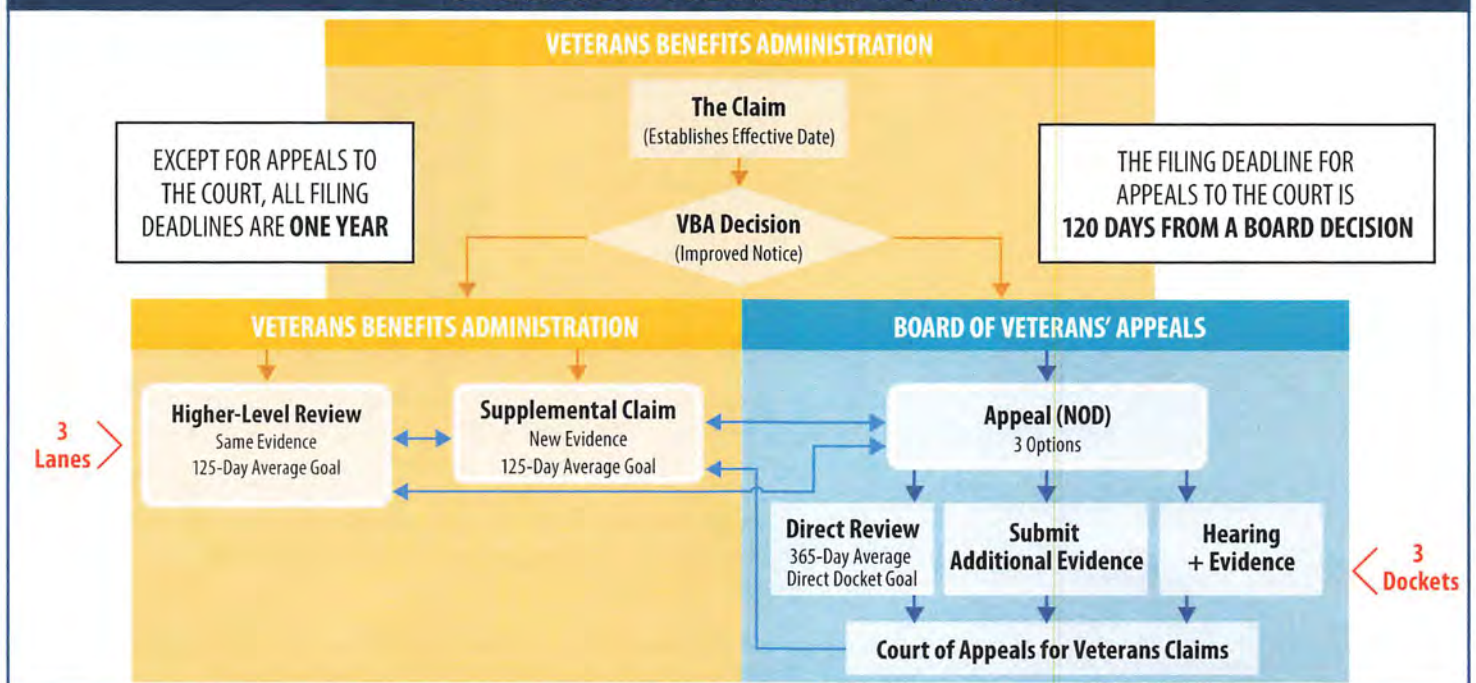 VETERANS BENEFITS ADMINISTRATION
The Claim
(Establishes Effective Date)
EXCEPT FOR APPEALS TO
THE COURT, ALL FILING
DEADLINES ARE ONE YEAR
THE FILING DEADLINE FOR
APPEALS TO THE COURT IS
120 DAYS FROM A BOARD DECISION
VBA Decision
(Improved Notice)
VETERANS BENEFITS ADMINISTRATION
BOARD OF VETERANS' APPEALS
3
Lanes
Higher-Level Review
Same Evidence
125-Day Average Goal
Supplemental Claim
New Evidence
125-Day Average Goal
Appeal (NOD)
3 Options
Direct Review
365-Day Average
Direct Docket Goal
Submit
Additional Evidence
Hearing
+ Evidence
3
Dockets
Court of Appeals for Veterans Claims